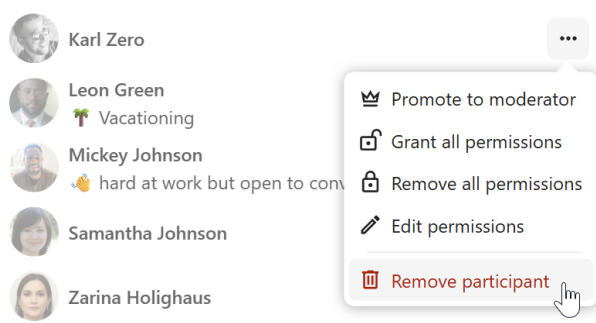 Karl Zero
Leon Green
🌴 Vacationing
Mickey Johnson
👋 hard at work but open to conv
Samantha Johnson
Zarina Holighaus
Promote to moderator
Grant all permissions
Remove all permissions
Edit permissions
Remove participant